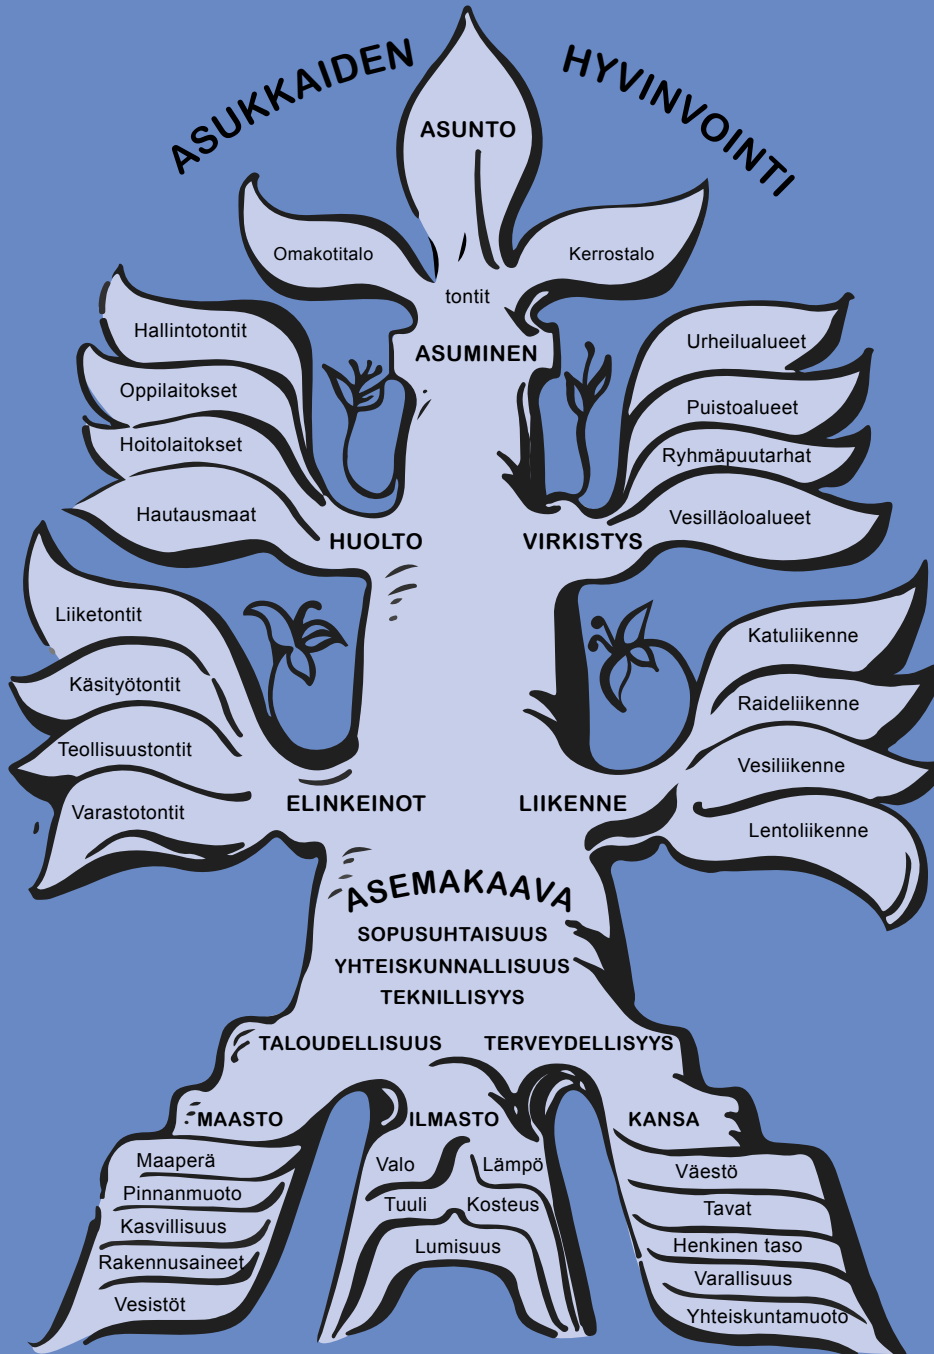 ASUKKAIDEN HYVINVOINTI
ASUNTO
Omakotitalo
Kerrostalo
tontit
ASUMINEN
Hallintotontit
Oppilaitokset
Hoitolaitokset
Hautausmaat
HUOLTO
Urheilualueet
Puistoalueet
Ryhmäpuutarhat
Vesilläoloalueet
VIRKISTYS
Liiketontit
Käsityötontit
Teollisuustontit
Varastotontit
ELINKEINOT
Katuliikenne
Raideliikenne
Vesiliikenne
Lentoliikenne
LIIKENNE
ASEMAKAAVA
SOPUSUHTAISUUS
YHTEISKUNNALLISUUS
TEKNILLISYYS
TALOUDELLISUUS
TERVEYDELLISYYS
MAASTO
Maaperä
Pinnanmuoto
Kasvillisuus
Rakennusaineet
Vesistöt
ILMASTO
Valo
Lämpö
Tuuli
Kosteus
Lumisuus
KANSA
Väestö
Tavat
Henkinen taso
Varallisuus
Yhteiskuntamuoto